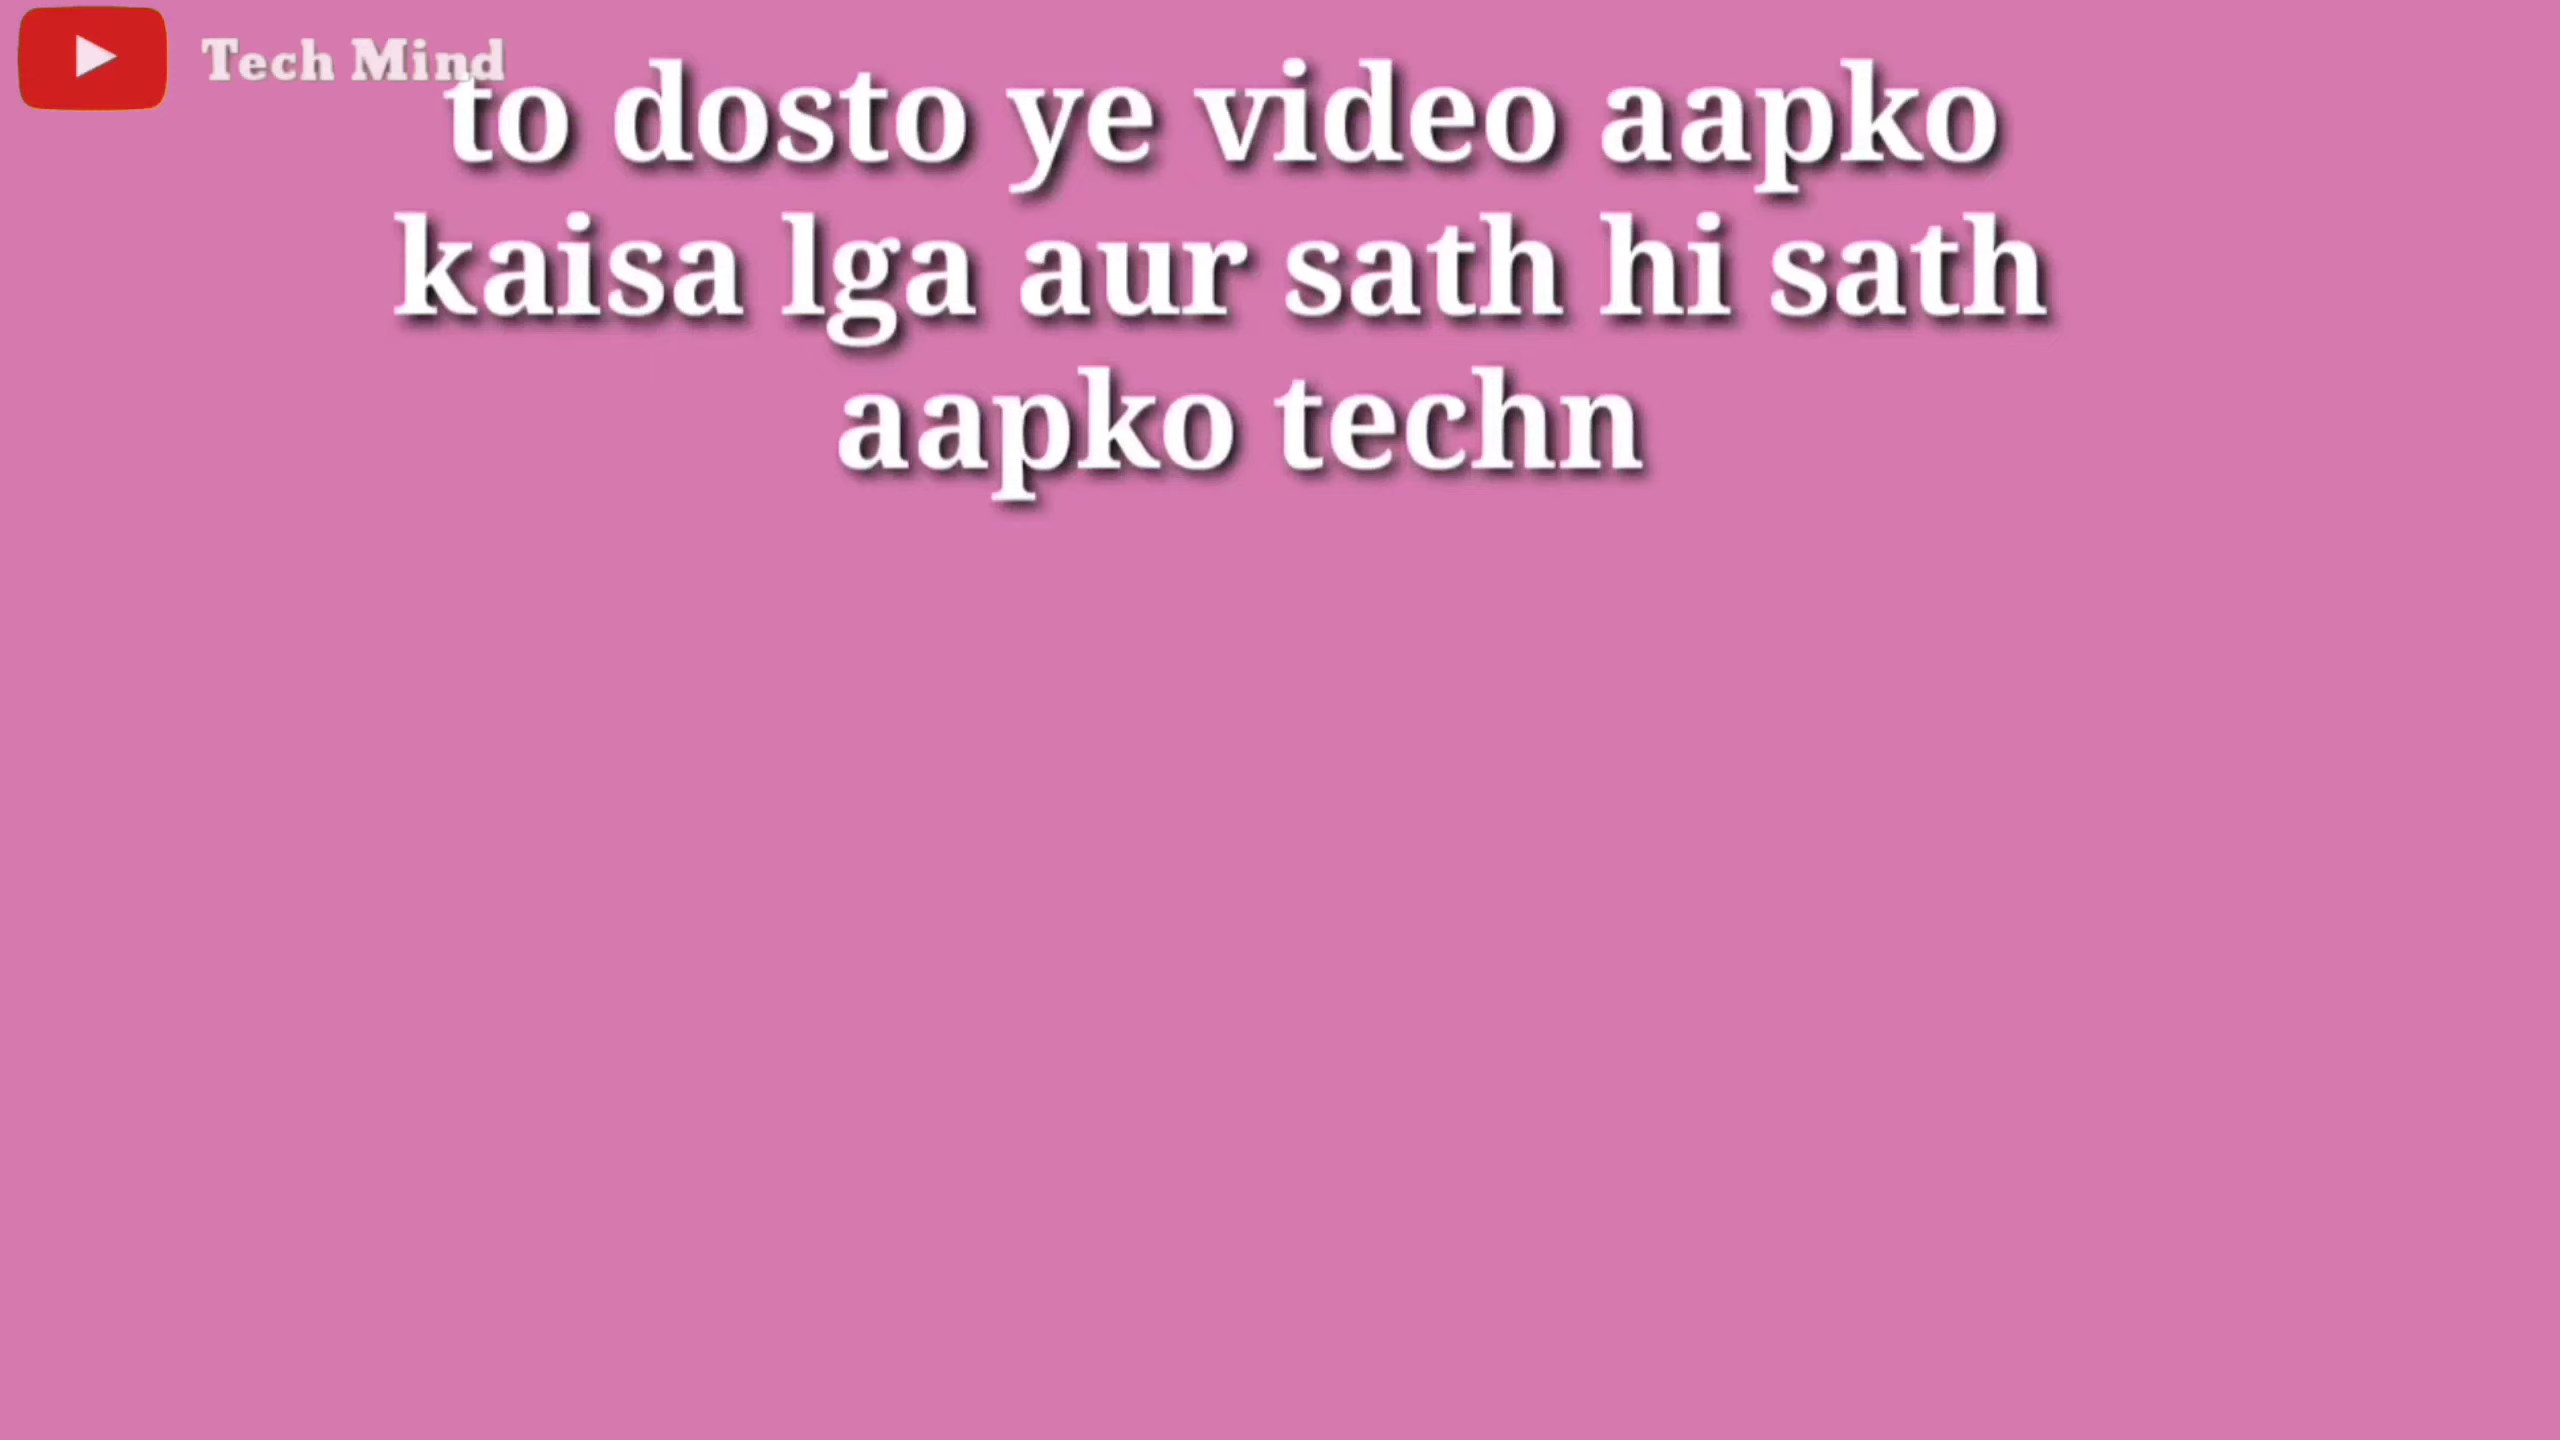 Tech Mind
to dosto ye video aapko
kaisa lga aur sath hi sath
aapko techn